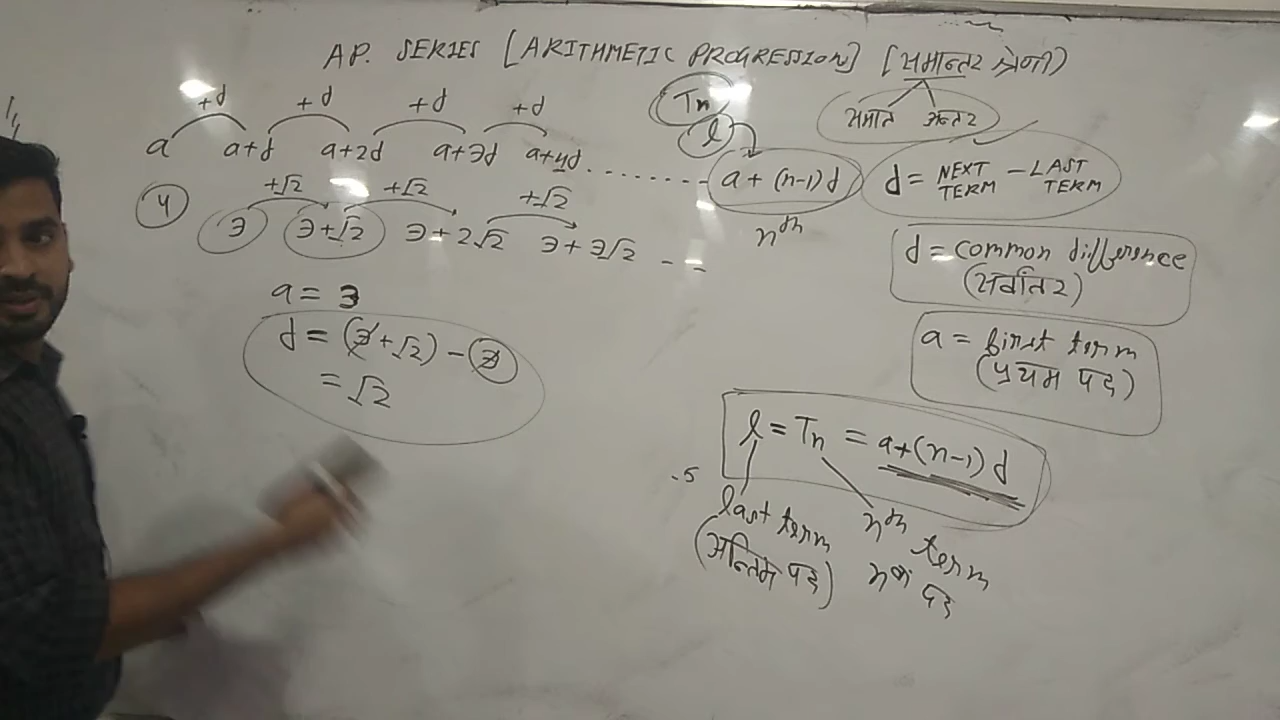 AP. SERIES [ARITHMETIC PROGRESSION] [समान्तर श्रेनी)
समान अन्तर
+d +d +d +d
Tn
l
a a+d a+2d a+3d a+4d ........ a + (n-1)d
nth
d = NEXT TERM - LAST TERM
+√2 +√2 +√2
4 3 3+√2 3+2√2 3+3√2 - -
d = common difference
(सर्वांतर)
a = 3
d = (3+√2) - 3
= √2
a = first term
(प्रथम पद)
l = Tn = a+(n-1)d
.5
last term
(अन्तिम पद)
nth term
nवा पद